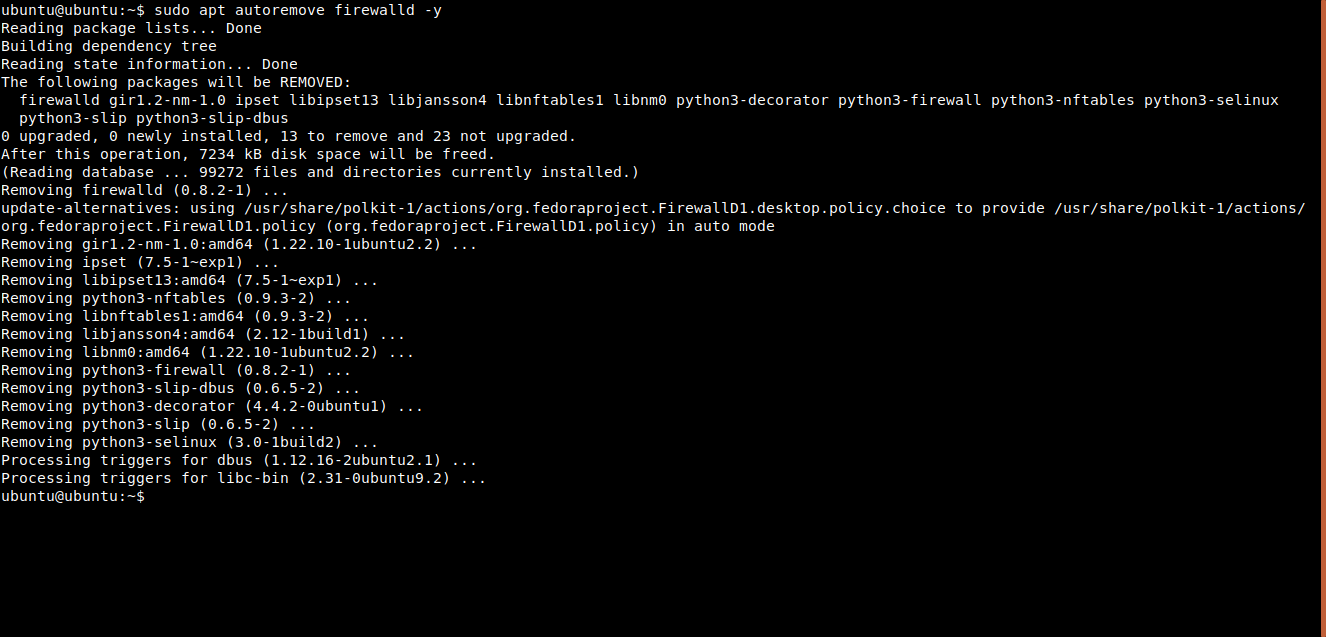 ubuntu@ubuntu:~$ sudo apt autoremove firewalld -y
Reading package lists... Done
Building dependency tree
Reading state information... Done
The following packages will be REMOVED:
  firewalld gir1.2-nm-1.0 ipset libipset13 libjansson4 libnftables1 libnm0 python3-decorator python3-firewall python3-nftables python3-selinux
  python3-slip python3-slip-dbus
0 upgraded, 0 newly installed, 13 to remove and 23 not upgraded.
After this operation, 7234 kB disk space will be freed.
(Reading database ... 99272 files and directories currently installed.)
Removing firewalld (0.8.2-1) ...
update-alternatives: using /usr/share/polkit-1/actions/org.fedoraproject.FirewallD1.desktop.policy.choice to provide /usr/share/polkit-1/actions/
org.fedoraproject.FirewallD1.policy (org.fedoraproject.FirewallD1.policy) in auto mode
Removing gir1.2-nm-1.0:amd64 (1.22.10-1ubuntu2.2) ...
Removing ipset (7.5-1~exp1) ...
Removing libipset13:amd64 (7.5-1~exp1) ...
Removing python3-nftables (0.9.3-2) ...
Removing libnftables1:amd64 (0.9.3-2) ...
Removing libjansson4:amd64 (2.12-1build1) ...
Removing libnm0:amd64 (1.22.10-1ubuntu2.2) ...
Removing python3-firewall (0.8.2-1) ...
Removing python3-slip-dbus (0.6.5-2) ...
Removing python3-decorator (4.4.2-0ubuntu1) ...
Removing python3-slip (0.6.5-2) ...
Removing python3-selinux (3.0-1build2) ...
Processing triggers for dbus (1.12.16-2ubuntu2.1) ...
Processing triggers for libc-bin (2.31-0ubuntu9.2) ...
ubuntu@ubuntu:~$